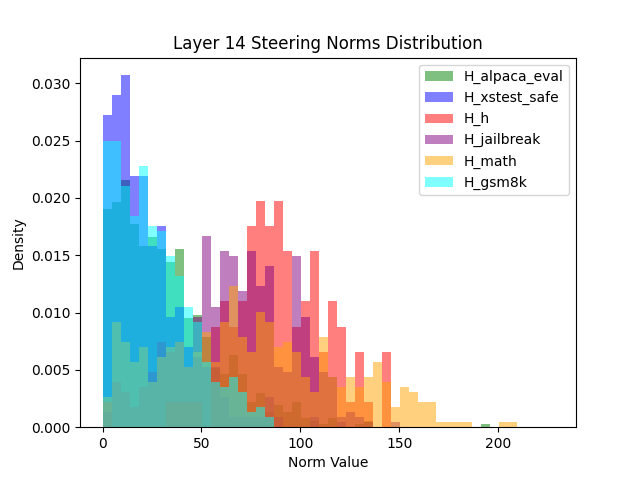 Layer 14 Steering Norms Distribution
H_alpaca_eval
H_xstest_safe
H_h
H_jailbreak
H_math
H_gsm8k
0.030
0.025
0.020
0.015
0.010
0.005
0.000
Density
0 50 100 150 200
Norm Value